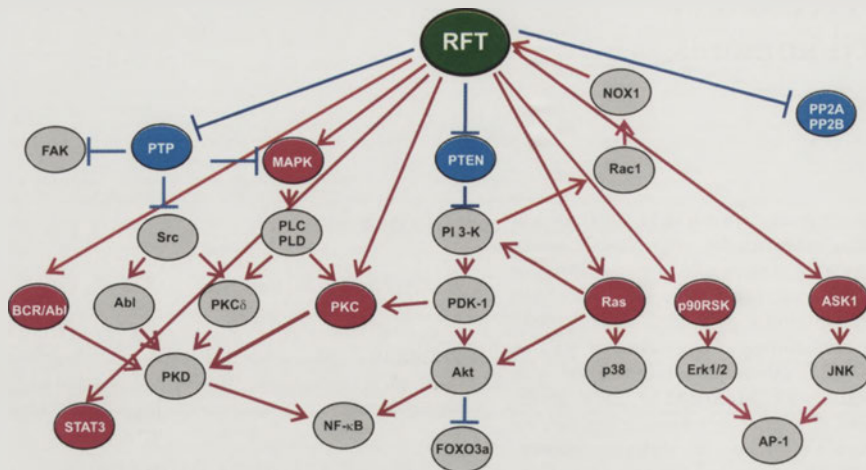 RFT
NOX1
PP2A
PP2B
FAK
PTP
MAPK
PTEN
Rac1
Src
PLC
PLD
PI 3-K
BCR/Abl
Abl
PKCδ
PKC
PDK-1
Ras
p90RSK
ASK1
PKD
Akt
p38
Erk1/2
JNK
STAT3
NF-κB
FOXO3a
AP-1